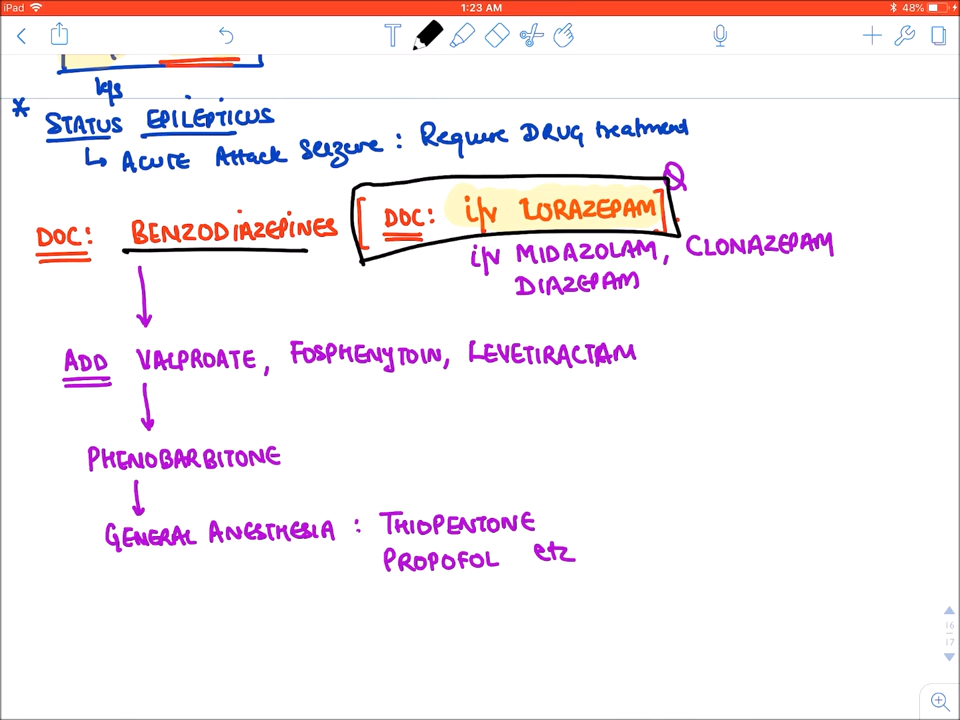 iPad 1:23 AM 48%
T
k/s
* STATUS EPILEPTICUS
↳ ACUTE Attack Seizure : Require DRUG treatment
Q
DOC: BENZODIAZEPINES [ DOC: i/v LORAZEPAM ].
i/v MIDAZOLAM, CLONAZEPAM
DIAZEPAM
ADD VALPROATE, FOSPHENYTOIN, LEVETIRACTAM
PHENOBARBITONE
GENERAL ANESTHESIA : THIOPENTONE
PROPOFOL etc
16
17